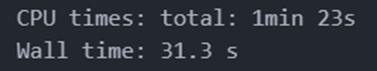 CPU times: total: 1min 23s
Wall time: 31.3 s